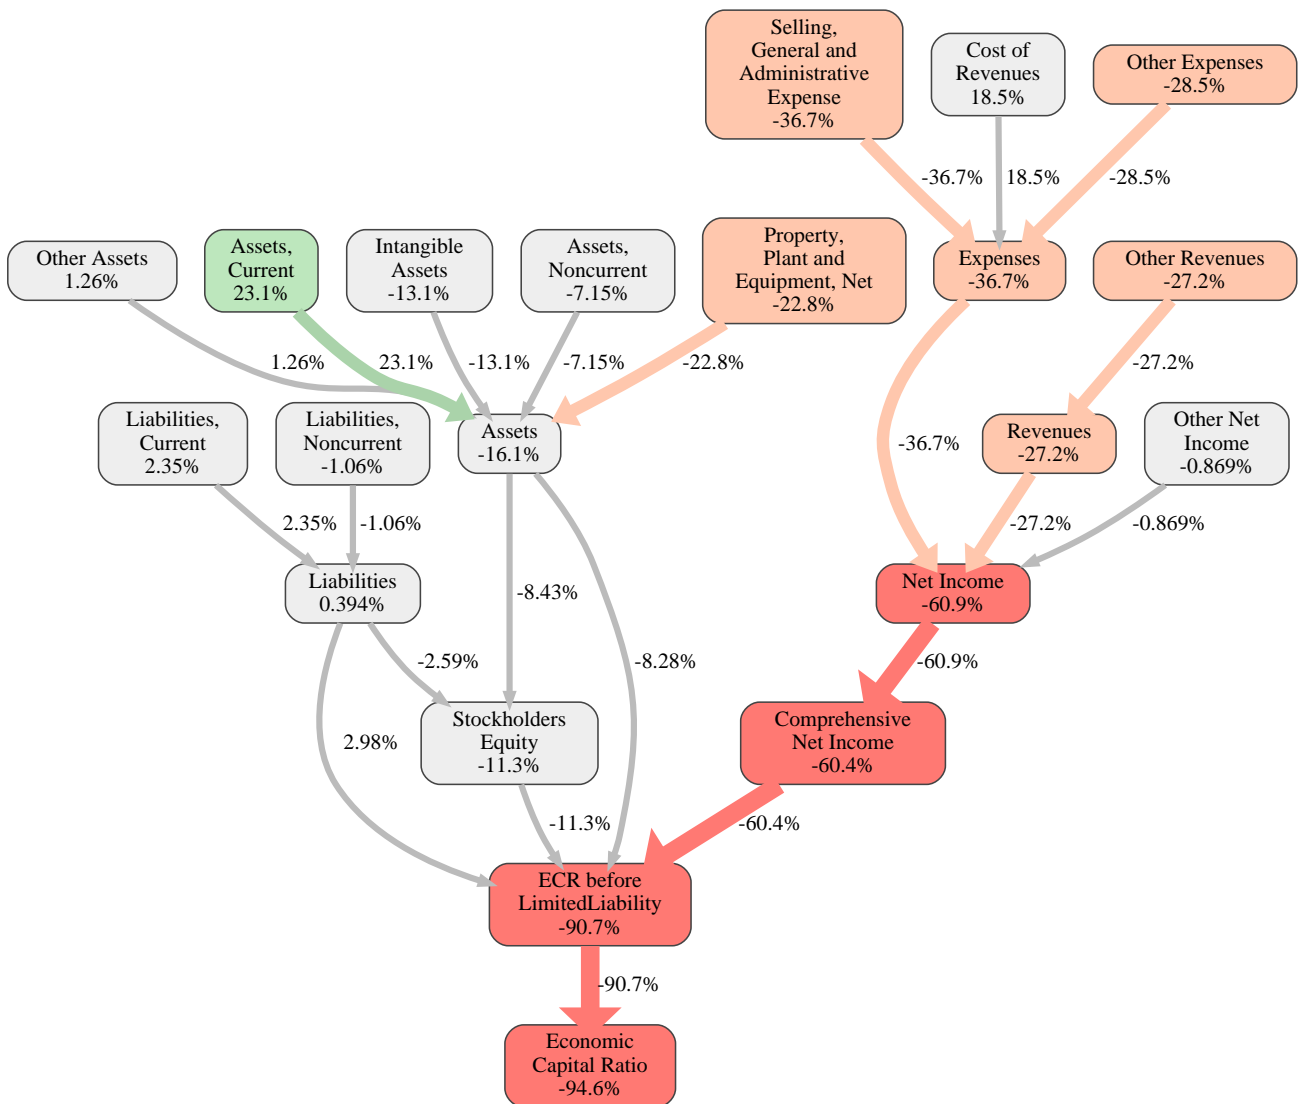 Selling,
General and
Administrative
Expense
-36.7%
Cost of
Revenues
18.5%
Other Expenses
-28.5%
-36.7%
18.5%
-28.5%
Other Assets
1.26%
Assets,
Current
23.1%
Intangible
Assets
-13.1%
Assets,
Noncurrent
-7.15%
Property,
Plant and
Equipment, Net
-22.8%
Expenses
-36.7%
Other Revenues
-27.2%
1.26%
23.1%
-13.1%
-7.15%
-22.8%
-27.2%
Liabilities,
Current
2.35%
Liabilities,
Noncurrent
-1.06%
Assets
-16.1%
-36.7%
Revenues
-27.2%
Other Net
Income
-0.869%
2.35%
-1.06%
-27.2%
-0.869%
Liabilities
0.394%
-8.43%
Net Income
-60.9%
-2.59%
-8.28%
-60.9%
2.98%
Stockholders
Equity
-11.3%
Comprehensive
Net Income
-60.4%
-11.3%
-60.4%
ECR before
LimitedLiability
-90.7%
-90.7%
Economic
Capital Ratio
-94.6%